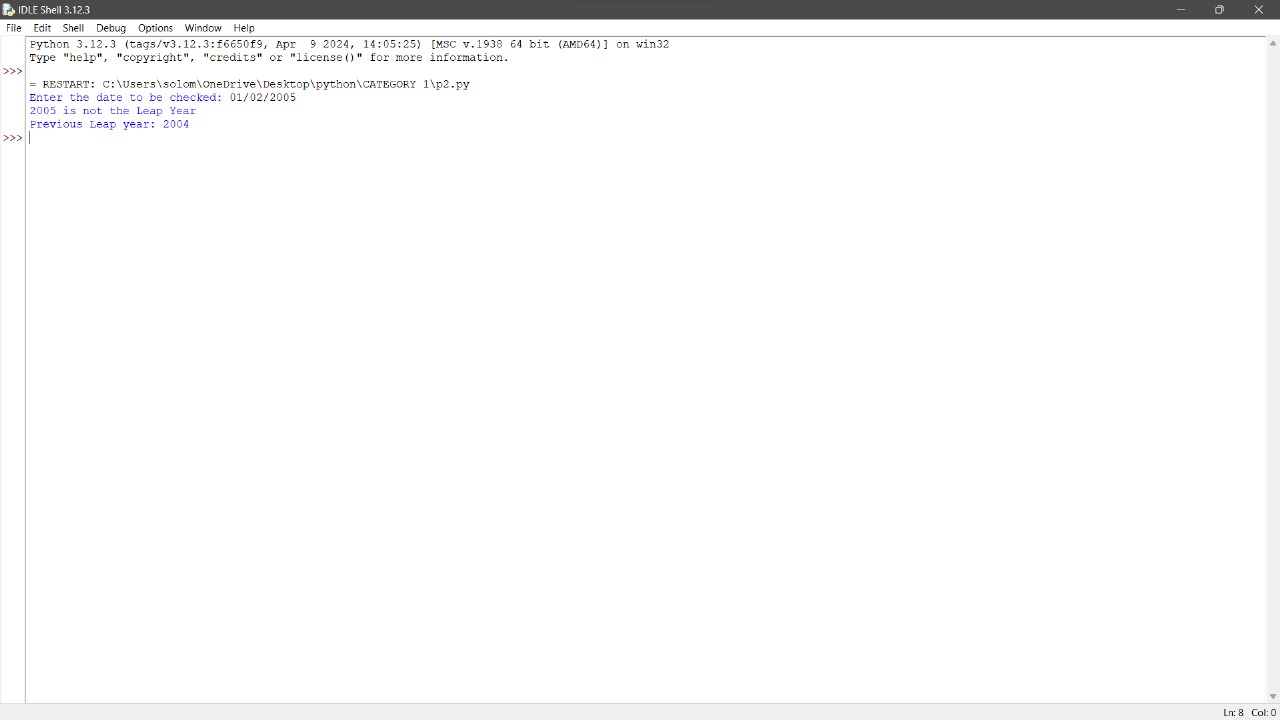 IDLE Shell 3.12.3
File Edit Shell Debug Options Window Help
Python 3.12.3 (tags/v3.12.3:f6650f9, Apr  9 2024, 14:05:25) [MSC v.1938 64 bit (AMD64)] on win32
Type "help", "copyright", "credits" or "license()" for more information.
>>>
= RESTART: C:\Users\solom\OneDrive\Desktop\python\CATEGORY 1\p2.py
Enter the date to be checked: 01/02/2005
2005 is not the Leap Year
Previous Leap year: 2004
>>>
Ln: 8 Col: 0